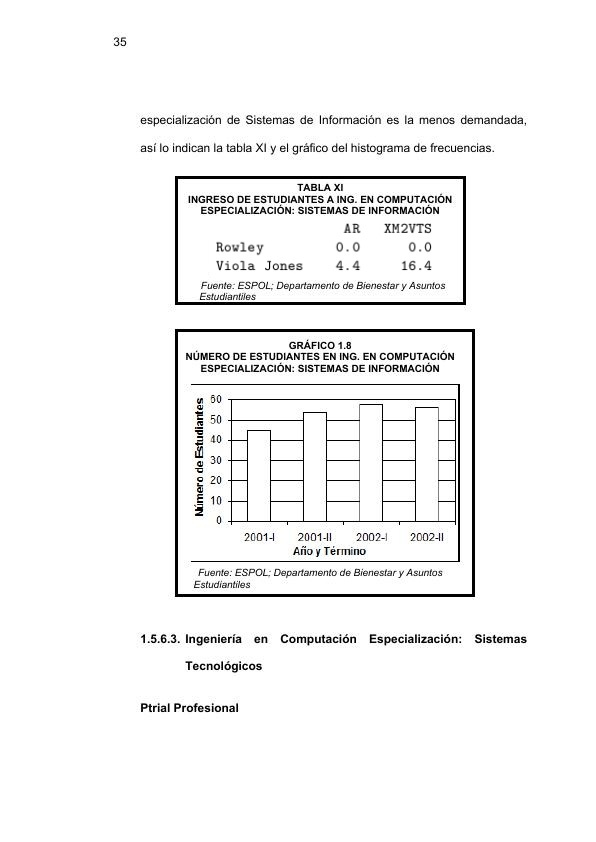 35
especialización de Sistemas de Información es la menos demandada,
así lo indican la tabla XI y el gráfico del histograma de frecuencias.
TABLA XI
INGRESO DE ESTUDIANTES A ING. EN COMPUTACIÓN
ESPECIALIZACIÓN: SISTEMAS DE INFORMACIÓN
AR XM2VTS
Rowley 0.0 0.0
Viola Jones 4.4 16.4
Fuente: ESPOL; Departamento de Bienestar y Asuntos
Estudiantiles
GRÁFICO 1.8
NÚMERO DE ESTUDIANTES EN ING. EN COMPUTACIÓN
ESPECIALIZACIÓN: SISTEMAS DE INFORMACIÓN
Número de Estudiantes
60
50
40
30
20
10
0
2001-I 2001-II 2002-I 2002-II
Año y Término
Fuente: ESPOL; Departamento de Bienestar y Asuntos
Estudiantiles
1.5.6.3. Ingeniería en Computación Especialización: Sistemas
Tecnológicos
Ptrial Profesional